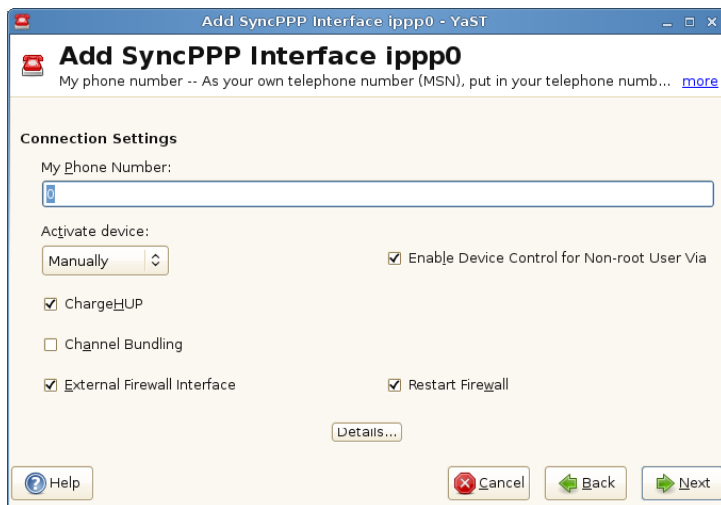 Add SyncPPP Interface ippp0 - YaST
Add SyncPPP Interface ippp0
My phone number -- As your own telephone number (MSN), put in your telephone numb... more
Connection Settings
My Phone Number:
0
Activate device:
Manually
Enable Device Control for Non-root User Via
ChargeHUP
Channel Bundling
External Firewall Interface
Restart Firewall
Details...
Help
Cancel
Back
Next